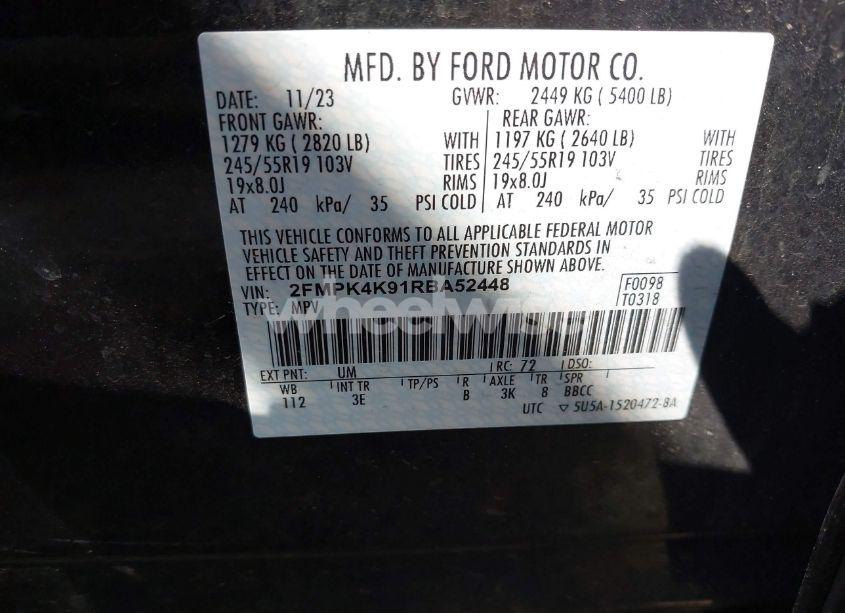 MFD. BY FORD MOTOR CO.
DATE: 11/23 GVWR: 2449 KG ( 5400 LB)
FRONT GAWR: REAR GAWR:
1279 KG ( 2820 LB) WITH 1197 KG ( 2640 LB) WITH
245/55R19 103V TIRES 245/55R19 103V TIRES
19x8.0J RIMS 19x8.0J RIMS
AT 240 kPa/ 35 PSI COLD AT 240 kPa/ 35 PSI COLD
THIS VEHICLE CONFORMS TO ALL APPLICABLE FEDERAL MOTOR
VEHICLE SAFETY AND THEFT PREVENTION STANDARDS IN
EFFECT ON THE DATE OF MANUFACTURE SHOWN ABOVE.
VIN: 2FMPK4K91RBA52448 F0098
TYPE: MPV T0318
wheelwise
EXT PNT: UM RC: 72 DSO:
WB INT TR TP/PS R AXLE TR SPR
112 3E B 3K 8 BBCC
UTC ▽ 5U5A-1520472-BA